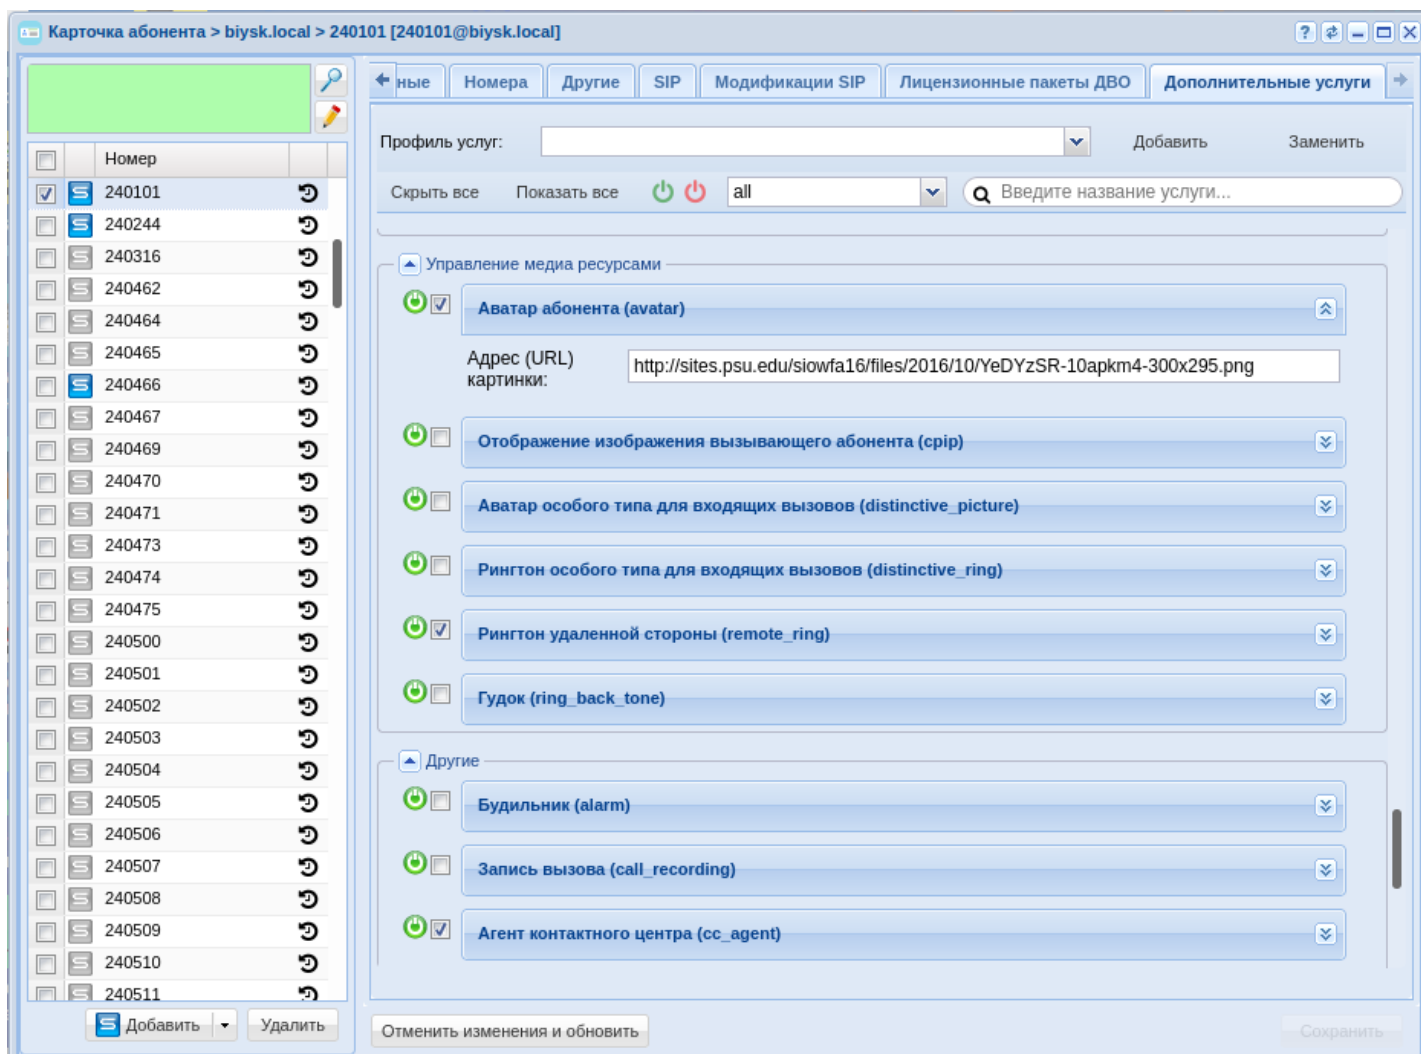 Карточка абонента > biysk.local > 240101 [240101@biysk.local]
ные
Номера
Другие
SIP
Модификации SIP
Лицензионные пакеты ДВО
Дополнительные услуги
Номер
240101
240244
240316
240462
240464
240465
240466
240467
240469
240470
240471
240473
240474
240475
240500
240501
240502
240503
240504
240505
240506
240507
240508
240509
240510
240511
Добавить
Удалить
Профиль услуг:
Добавить
Заменить
Скрыть все
Показать все
all
Введите название услуги...
Управление медиа ресурсами
Аватар абонента (avatar)
Адрес (URL)
картинки:
http://sites.psu.edu/siowfa16/files/2016/10/YeDYzSR-10apkm4-300x295.png
Отображение изображения вызывающего абонента (cpip)
Аватар особого типа для входящих вызовов (distinctive_picture)
Рингтон особого типа для входящих вызовов (distinctive_ring)
Рингтон удаленной стороны (remote_ring)
Гудок (ring_back_tone)
Другие
Будильник (alarm)
Запись вызова (call_recording)
Агент контактного центра (cc_agent)
Отменить изменения и обновить
Сохранить